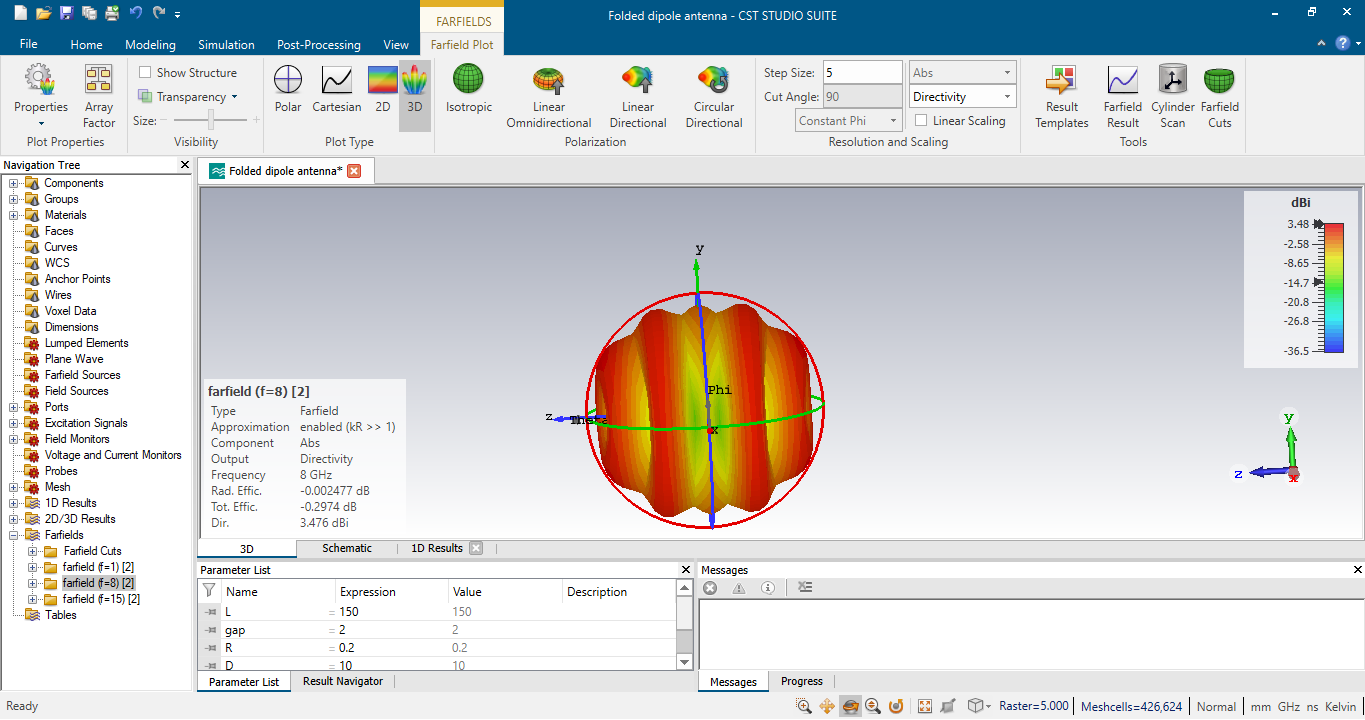 Folded dipole antenna - CST STUDIO SUITE
FARFIELDS
File Home Modeling Simulation Post-Processing View Farfield Plot
Properties
Array Factor
Plot Properties
Show Structure
Transparency
Size:
Visibility
Polar
Cartesian
2D
3D
Plot Type
Isotropic
Linear Omnidirectional
Linear Directional
Circular Directional
Polarization
Step Size: 5
Cut Angle: 90
Constant Phi
Abs
Directivity
Linear Scaling
Resolution and Scaling
Result Templates
Farfield Result
Cylinder Scan
Farfield Cuts
Tools
Navigation Tree
Components
Groups
Materials
Faces
Curves
WCS
Anchor Points
Wires
Voxel Data
Dimensions
Lumped Elements
Plane Wave
Farfield Sources
Field Sources
Ports
Excitation Signals
Field Monitors
Voltage and Current Monitors
Probes
Mesh
1D Results
2D/3D Results
Farfields
Farfield Cuts
farfield (f=1) [2]
farfield (f=8) [2]
farfield (f=15) [2]
Tables
Folded dipole antenna*
dBi
3.48
-2.58
-8.65
-14.7
-20.8
-26.8
-36.5
y
Phi
z
Theta
x
y
z
x
farfield (f=8) [2]
Type Farfield
Approximation enabled (kR >> 1)
Component Abs
Output Directivity
Frequency 8 GHz
Rad. Effic. -0.002477 dB
Tot. Effic. -0.2974 dB
Dir. 3.476 dBi
3D Schematic 1D Results
Parameter List
Name Expression Value Description
L = 150 150
gap = 2 2
R = 0.2 0.2
D = 10 10
Parameter List Result Navigator
Messages
Messages Progress
Ready
Raster=5.000 Meshcells=426,624 Normal mm GHz ns Kelvin